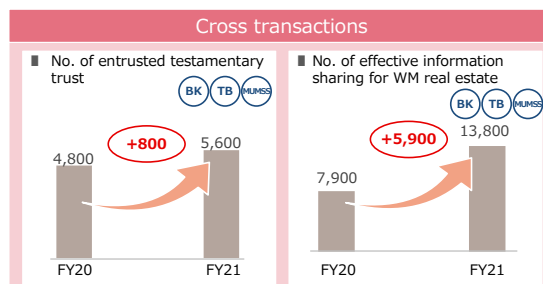 Cross transactions
■ No. of entrusted testamentary
trust
BK TB MUMSS
+800
4,800
5,600
FY20 FY21
■ No. of effective information
sharing for WM real estate
BK TB MUMSS
+5,900
13,800
7,900
FY20 FY21